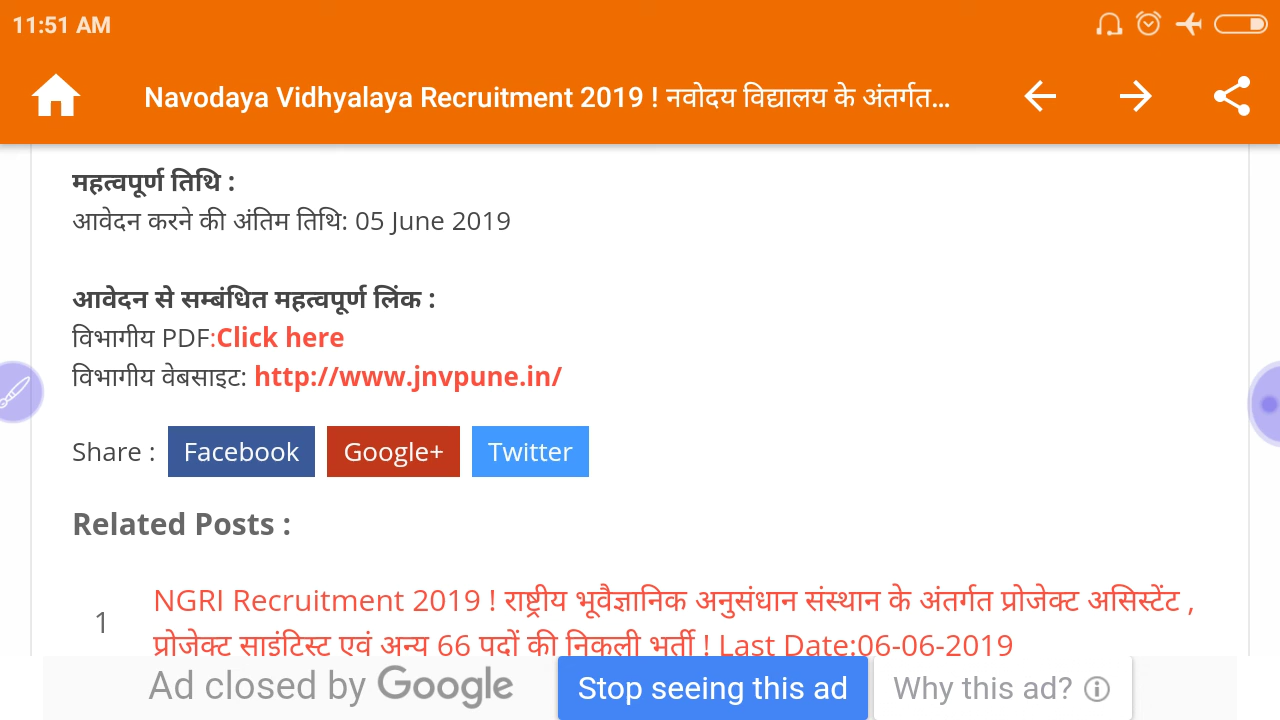 11:51 AM
Navodaya Vidhyalaya Recruitment 2019 ! नवोदय विद्यालय के अंतर्गत...
महत्वपूर्ण तिथि :
आवेदन करने की अंतिम तिथि: 05 June 2019
आवेदन से सम्बंधित महत्वपूर्ण लिंक :
विभागीय PDF:Click here
विभागीय वेबसाइट: http://www.jnvpune.in/
Share : Facebook Google+ Twitter
Related Posts :
1
NGRI Recruitment 2019 ! राष्ट्रीय भूवैज्ञानिक अनुसंधान संस्थान के अंतर्गत प्रोजेक्ट असिस्टेंट ,
प्रोजेक्ट साइंटिस्ट एवं अन्य 66 पदों की निकली भर्ती ! Last Date:06-06-2019
Ad closed by Google Stop seeing this ad Why this ad?